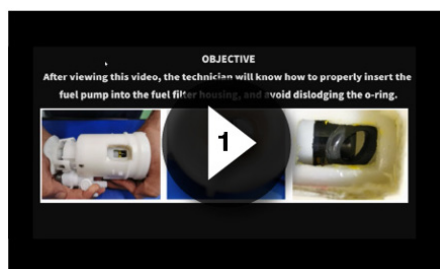 OBJECTIVE
After viewing this video, the technician will know how to properly insert the
fuel pump into the fuel filter housing, and avoid dislodging the o-ring.
1